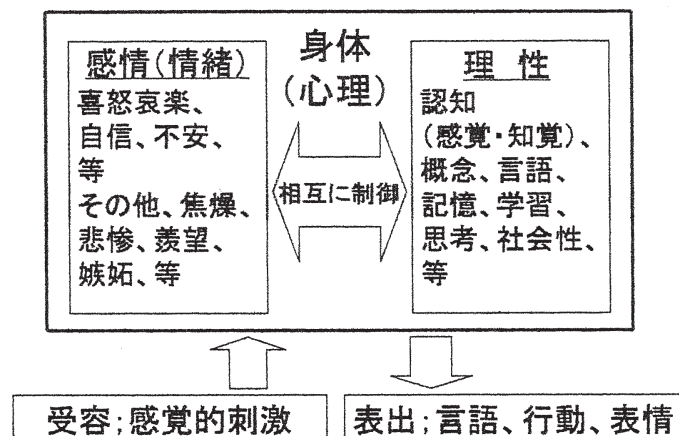 身体
(心理)
感情(情緒)
喜怒哀楽、
自信、不安、
等
その他、焦燥、
悲惨、羨望、
嫉妬、等
相互に制御
理 性
認知
(感覚・知覚)、
概念、言語、
記憶、学習、
思考、社会性、
等
受容;感覚的刺激
表出;言語、行動、表情